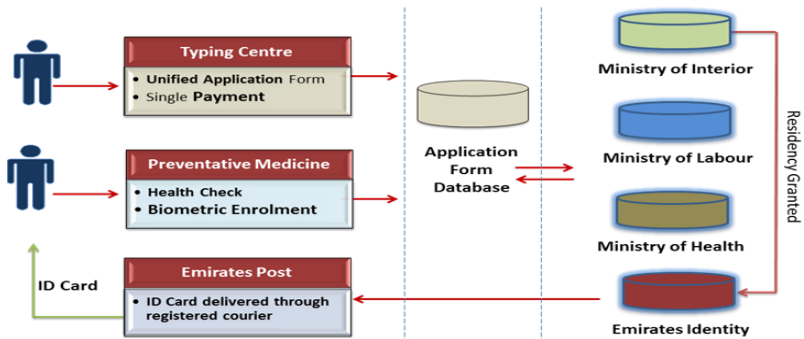 Typing Centre
• Unified Application Form
• Single Payment
Preventative Medicine
• Health Check
• Biometric Enrolment
Emirates Post
• ID Card delivered through
registered courier
ID Card
Application
Form
Database
Ministry of Interior
Ministry of Labour
Ministry of Health
Emirates Identity
Residency Granted